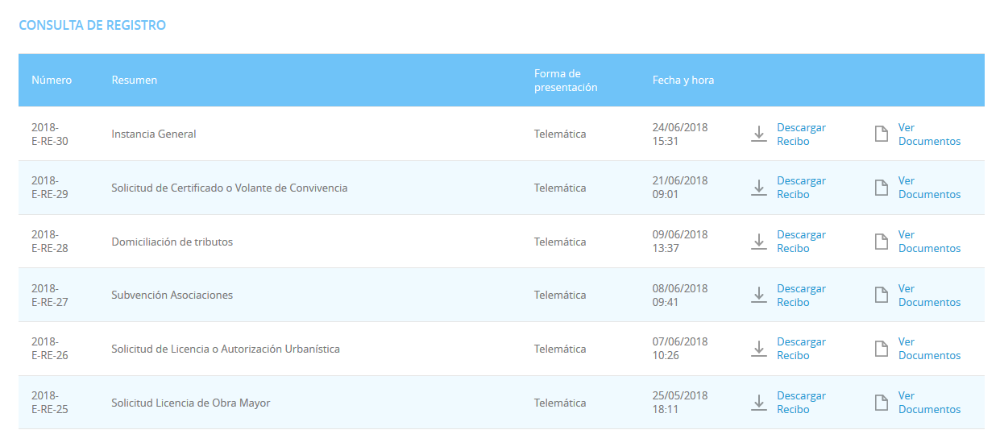 CONSULTA DE REGISTRO
Número Resumen Forma de presentación Fecha y hora
2018-E-RE-30 Instancia General Telemática 24/06/2018 15:31 Descargar Recibo Ver Documentos
2018-E-RE-29 Solicitud de Certificado o Volante de Convivencia Telemática 21/06/2018 09:01 Descargar Recibo Ver Documentos
2018-E-RE-28 Domiciliación de tributos Telemática 09/06/2018 13:37 Descargar Recibo Ver Documentos
2018-E-RE-27 Subvención Asociaciones Telemática 08/06/2018 09:41 Descargar Recibo Ver Documentos
2018-E-RE-26 Solicitud de Licencia o Autorización Urbanística Telemática 07/06/2018 10:26 Descargar Recibo Ver Documentos
2018-E-RE-25 Solicitud Licencia de Obra Mayor Telemática 25/05/2018 18:11 Descargar Recibo Ver Documentos